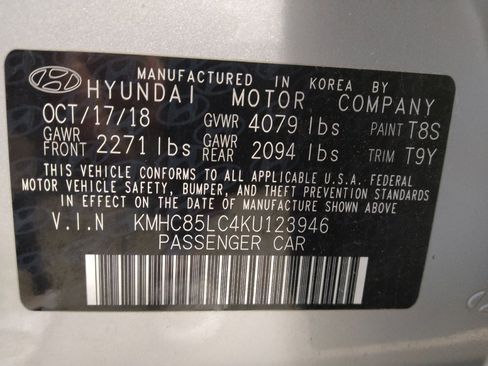 MANUFACTURED IN KOREA BY
HYUNDAI MOTOR COMPANY
OCT/17/18 GVWR 4079 lbs PAINT T8S
GAWR FRONT 2271 lbs GAWR REAR 2094 lbs TRIM T9Y
THIS VEHICLE CONFORMS TO ALL APPLICABLE U.S.A. FEDERAL
MOTOR VEHICLE SAFETY, BUMPER, AND THEFT PREVENTION STANDARDS
IN EFFECT ON THE DATE OF MANUFACTURE SHOWN ABOVE.
V.I.N KMHC85LC4KU123946
PASSENGER CAR